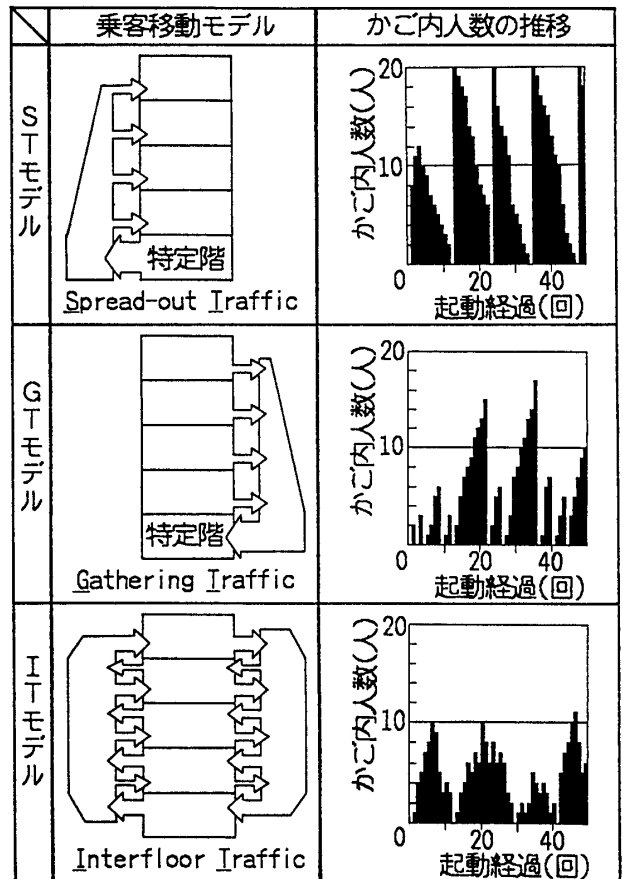 乗客移動モデル
かご内人数の推移
STモデル
特定階
Spread-out Traffic
かご内人数(人)
20
10
0
20
40
起動経過(回)
GTモデル
特定階
Gathering Traffic
かご内人数(人)
20
10
0
20
40
起動経過(回)
ITモデル
Interfloor Traffic
かご内人数(人)
20
10
0
20
40
起動経過(回)